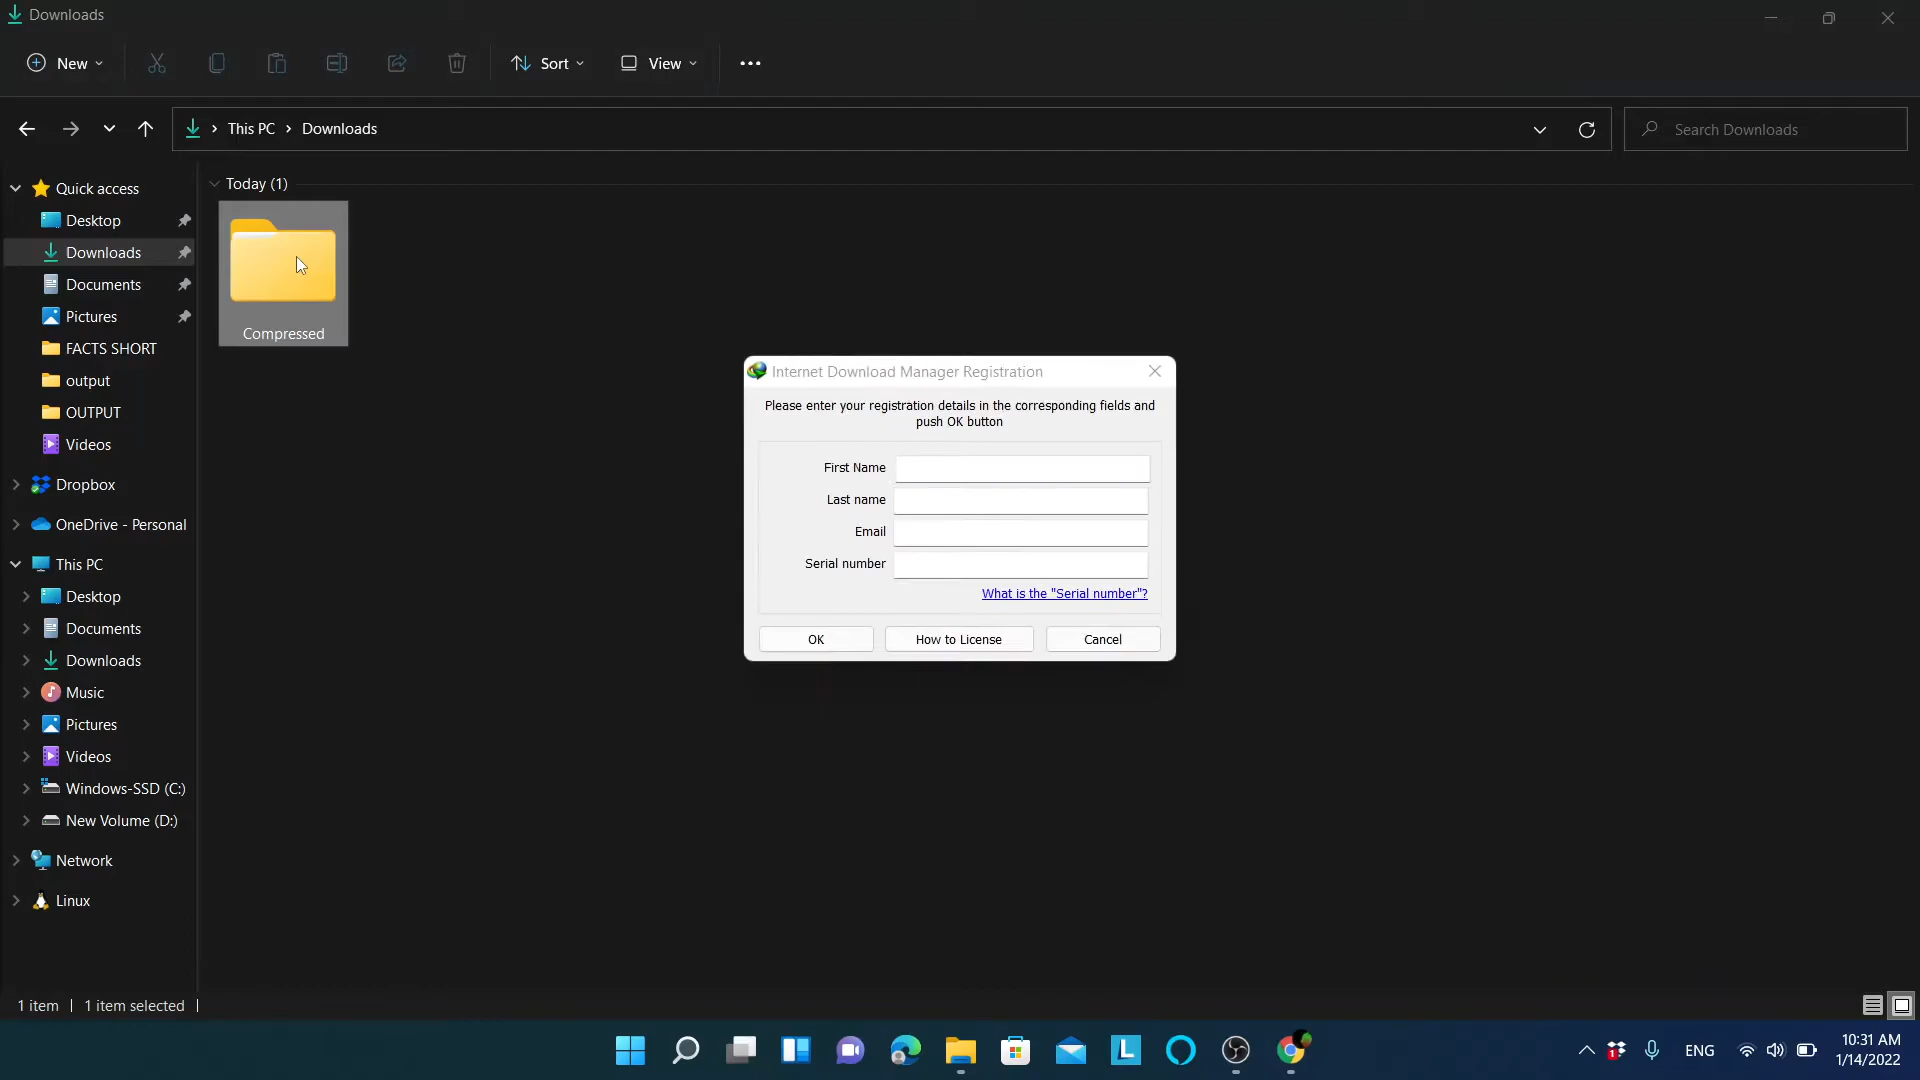 Downloads
New
Sort
View
This PC
Downloads
Search Downloads
Quick access
Desktop
Downloads
Documents
Pictures
FACTS SHORT
output
OUTPUT
Videos
Dropbox
OneDrive - Personal
This PC
Desktop
Documents
Downloads
Music
Pictures
Videos
Windows-SSD (C:)
New Volume (D:)
Network
Linux
Today (1)
Compressed
Internet Download Manager Registration
Please enter your registration details in the corresponding fields and
push OK button
First Name
Last name
Email
Serial number
What is the "Serial number"?
OK
How to License
Cancel
1 item
1 item selected
L
1
ENG
10:31 AM
1/14/2022